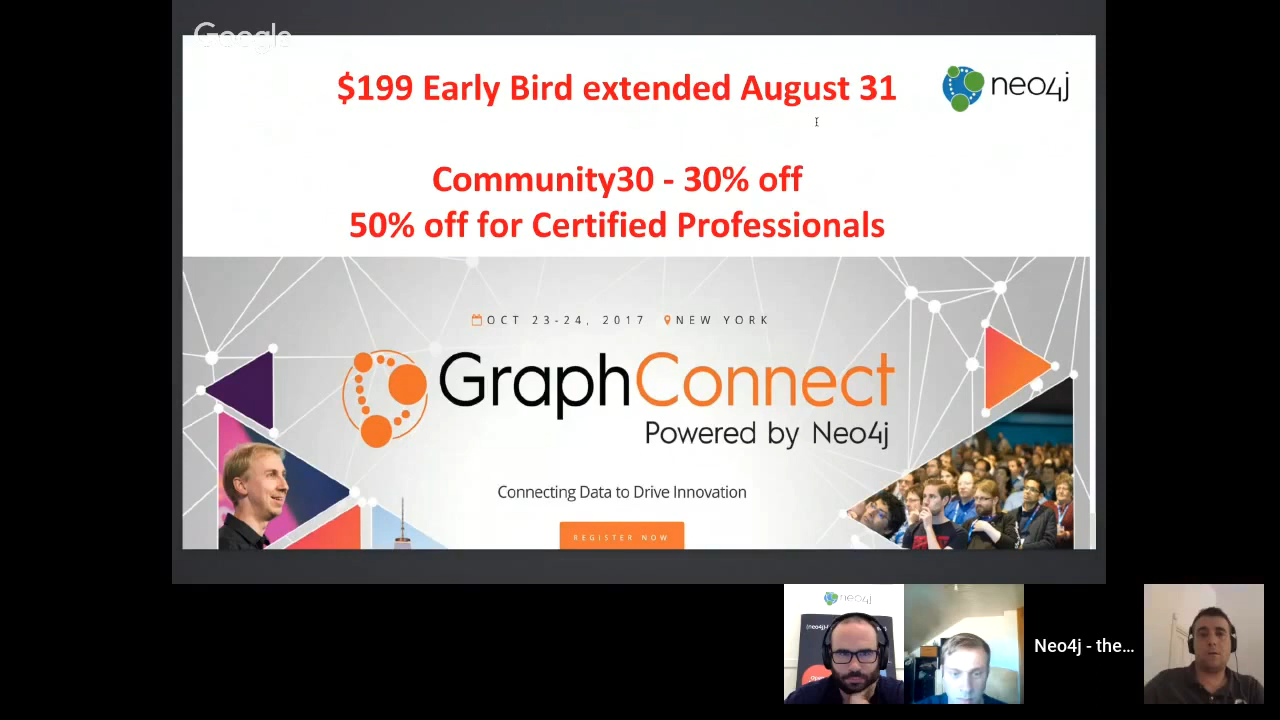 Google
$199 Early Bird extended August 31
neo4j
Community30 - 30% off
50% off for Certified Professionals
OCT 23-24, 2017 NEW YORK
GraphConnect
Powered by Neo4j
Connecting Data to Drive Innovation
REGISTER NOW
neo4j
Neo4j - the...